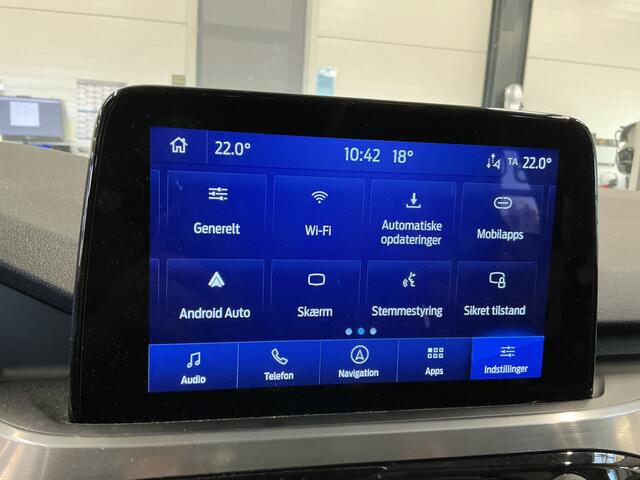 22.0°
10:42 18°
TA 22.0°
Generelt
Wi-Fi
Automatiske
opdateringer
Mobilapps
Android Auto
Skærm
Stemmestyring
Sikret tilstand
Audio
Telefon
Navigation
Apps
Indstillinger